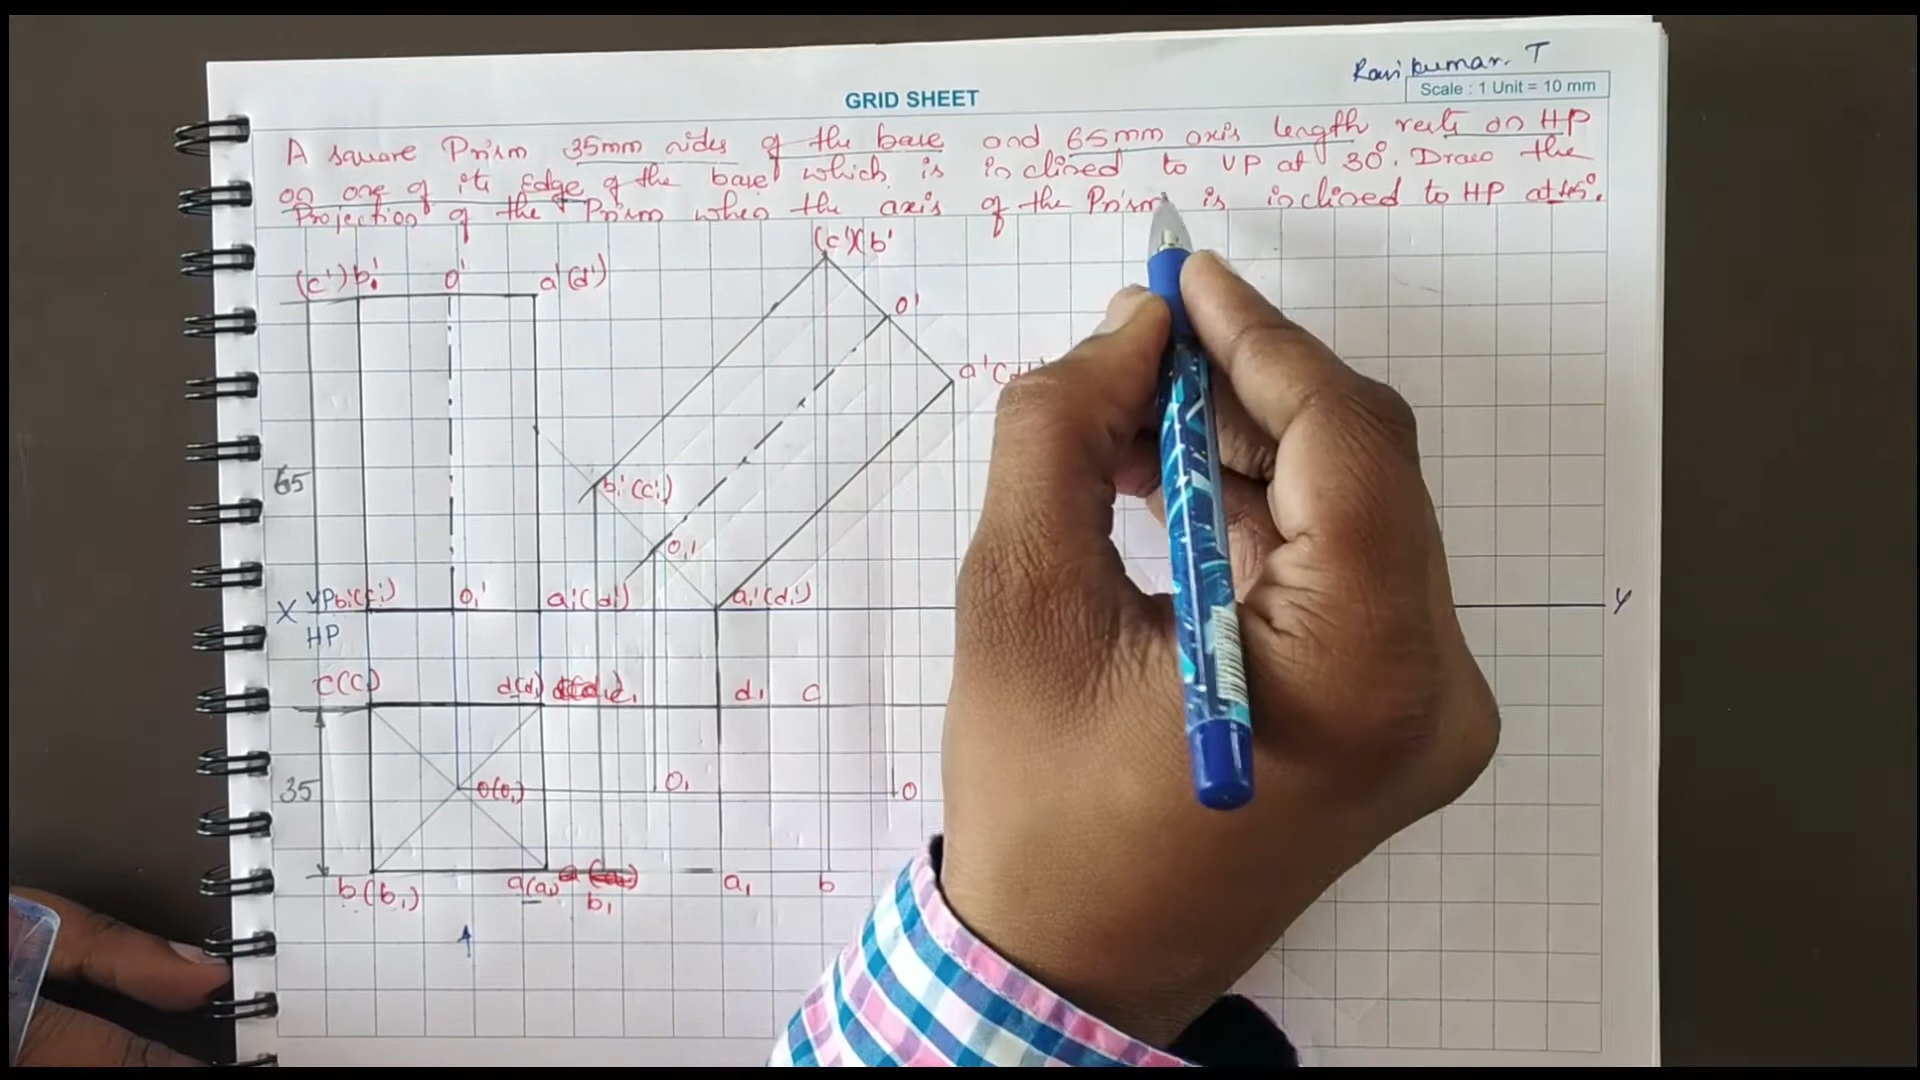 Ravi kumar. T
GRID SHEET
Scale : 1 Unit = 10 mm
A square Prism 35mm sides of the base and 65mm axis length rests on HP
on one of its Edge of the base which is inclined to VP at 30°. Draw the
Projection of the Prism when the axis of the Prism is inclined to HP at 45°.
(c')(b'
(c')b' o' a'(d')
o'
a'(d'
65
b₁'(c₁')
o₁'
X VP b₁'(c₁') o₁' a₁'(d₁') a₁'(d₁') Y
HP
c(c₁) d(d₁) c₁ d₁ c
35 o(o₁) o₁ o
b(b₁) a(a₁) b₁ a₁ b